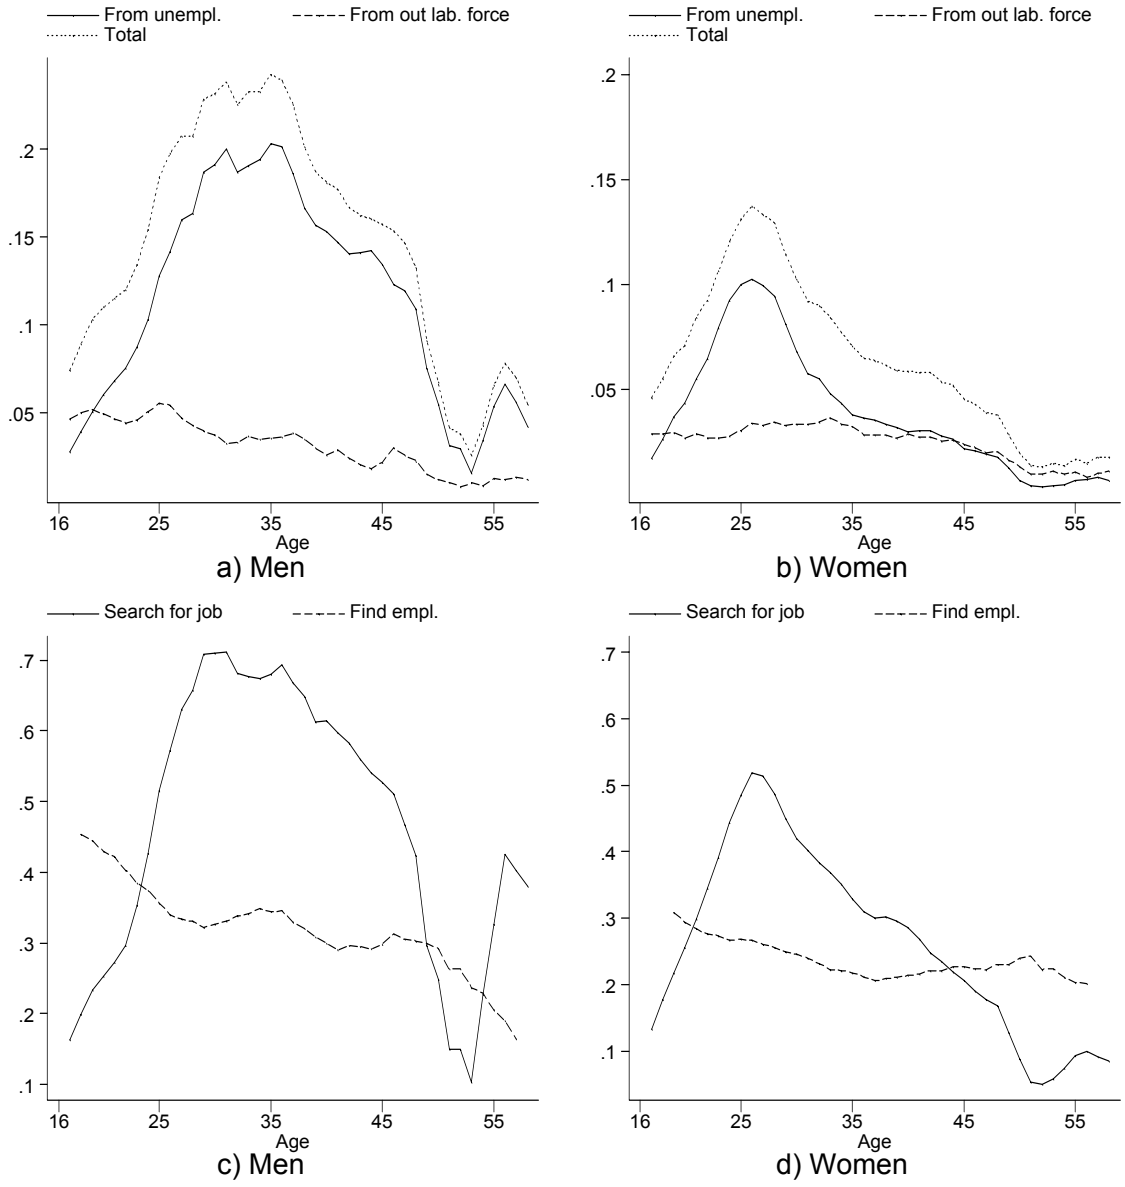 From unempl.
From out lab. force
Total
.2
.15
.1
.05
16 25 35 45 55
Age
a) Men
From unempl.
From out lab. force
Total
.2
.15
.1
.05
16 25 35 45 55
Age
b) Women
Search for job
Find empl.
.7
.6
.5
.4
.3
.2
.1
16 25 35 45 55
Age
c) Men
Search for job
Find empl.
.7
.6
.5
.4
.3
.2
.1
16 25 35 45 55
Age
d) Women